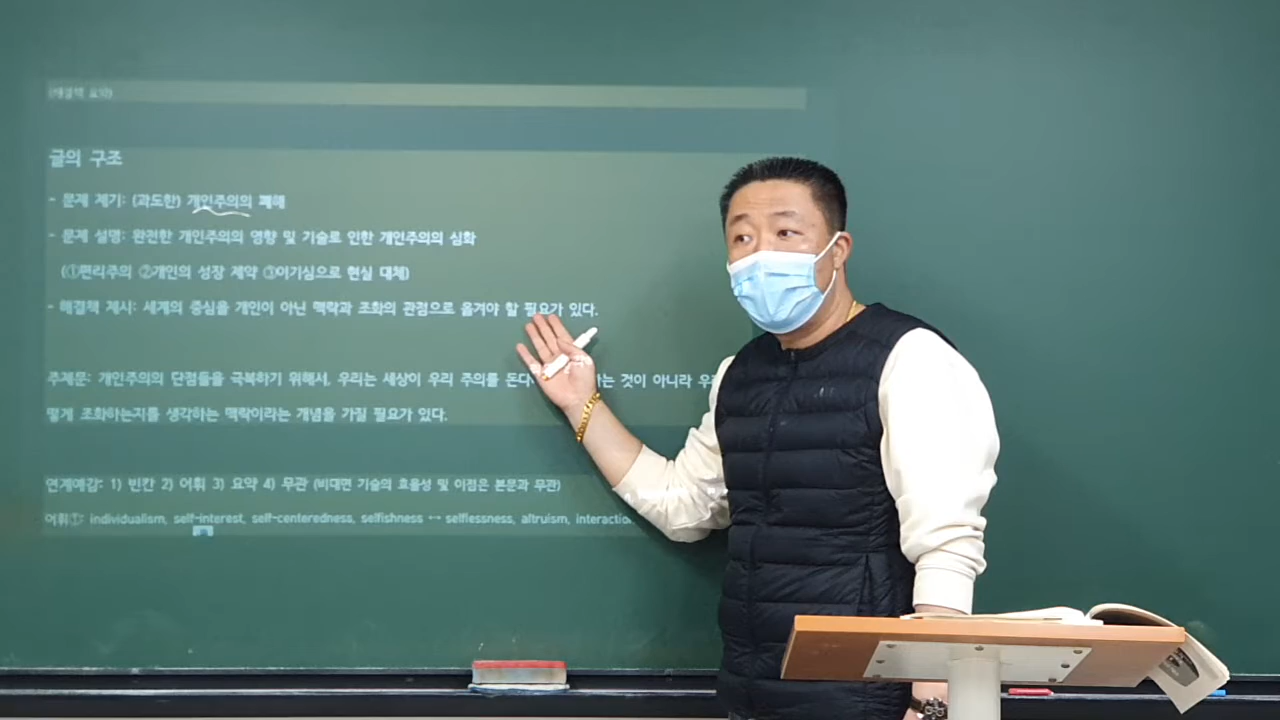 (해결책 요약)
글의 구조
- 문제 제기: (과도한) 개인주의의 폐해
- 문제 설명: 완전한 개인주의의 영향 및 기술로 인한 개인주의의 심화
(①편리주의 ②개인의 성장 제약 ③이기심으로 현실 대체)
- 해결책 제시: 세계의 중심을 개인이 아닌 맥락과 조화의 관점으로 옮겨야 할 필요가 있다.
주제문: 개인주의의 단점들을 극복하기 위해서, 우리는 세상이 우리 주의를 돈다 는 것이 아니라
떻게 조화하는지를 생각하는 맥락이라는 개념을 가질 필요가 있다.
연계예감: 1) 빈칸 2) 어휘 3) 요약 4) 무관 (비대면 기술의 효율성 및 이점은 본문과 무관)
어휘①: individualism, self-interest, self-centeredness, selfishness ↔ selflessness, altruism,